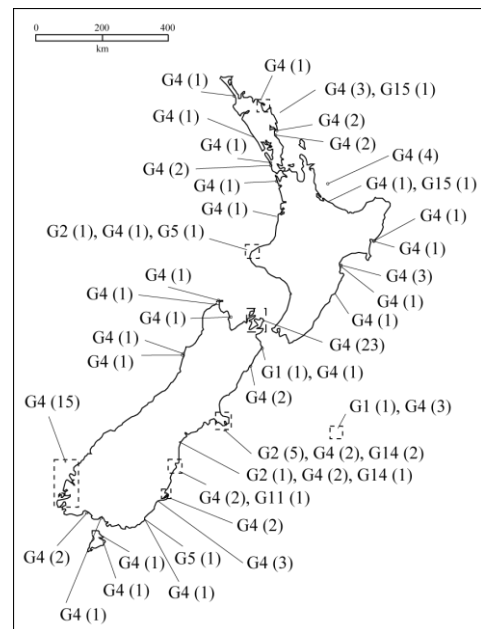 0 200 400
km
G4 (1)
G4 (1)
G4 (3), G15 (1)
G4 (1)
G4 (2)
G4 (1)
G4 (2)
G4 (2)
G4 (4)
G4 (1)
G4 (1), G15 (1)
G4 (1)
G4 (1)
G2 (1), G4 (1), G5 (1)
G4 (1)
G4 (3)
G4 (1)
G4 (1)
G4 (1)
G4 (1)
G4 (1)
G4 (23)
G4 (1)
G4 (1)
G1 (1), G4 (1)
G4 (2)
G4 (15)
G1 (1), G4 (3)
G2 (5), G4 (2), G14 (2)
G2 (1), G4 (2), G14 (1)
G4 (2), G11 (1)
G4 (2)
G4 (2)
G5 (1)
G4 (3)
G4 (1)
G4 (1)
G4 (1)
G4 (1)